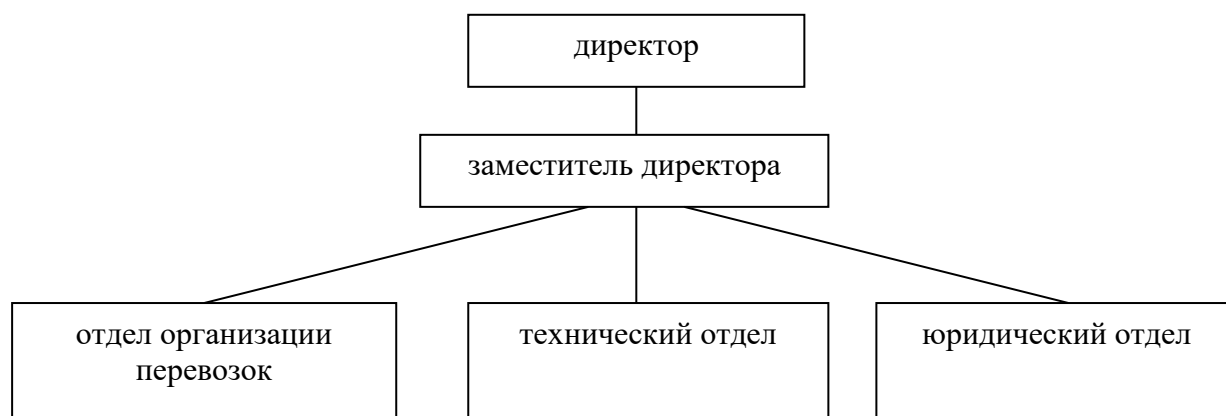 директор
заместитель директора
отдел организации
перевозок
технический отдел
юридический отдел